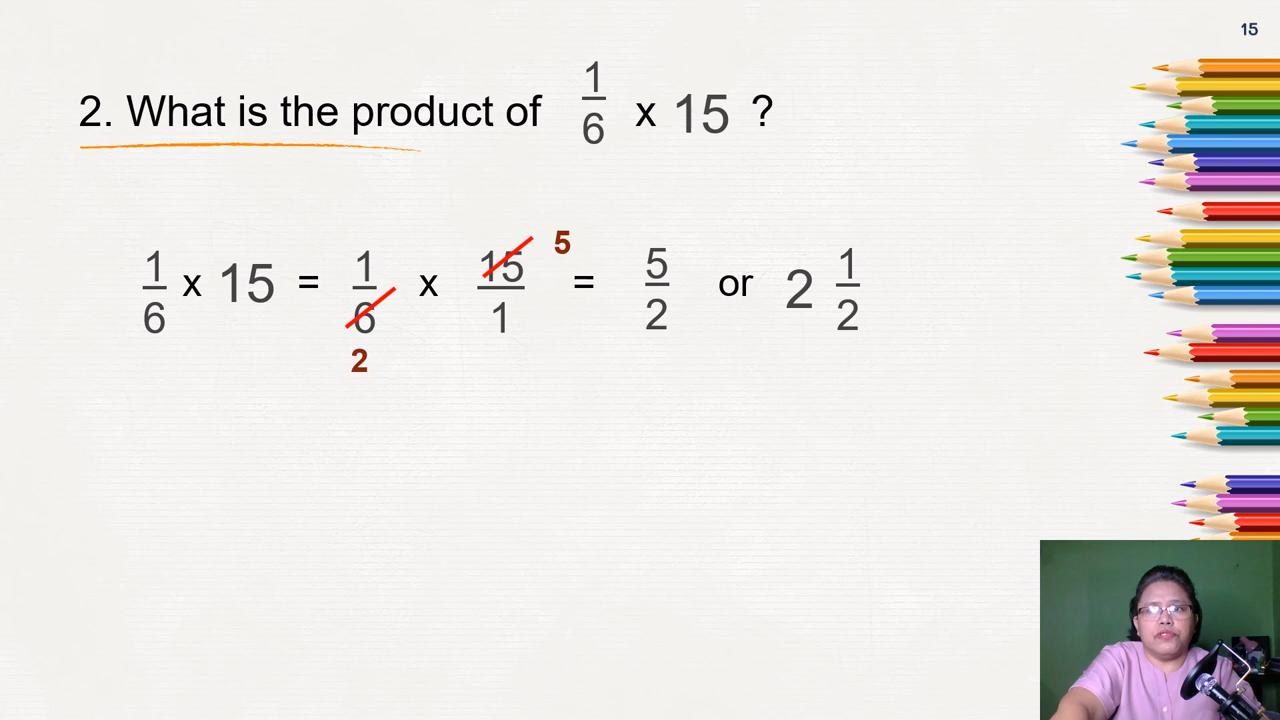 15
2. What is the product of 1/6 x 15 ?
1/6 x 15 = 1/6 x 15/1 = 5/2 or 2 1/2
5
2